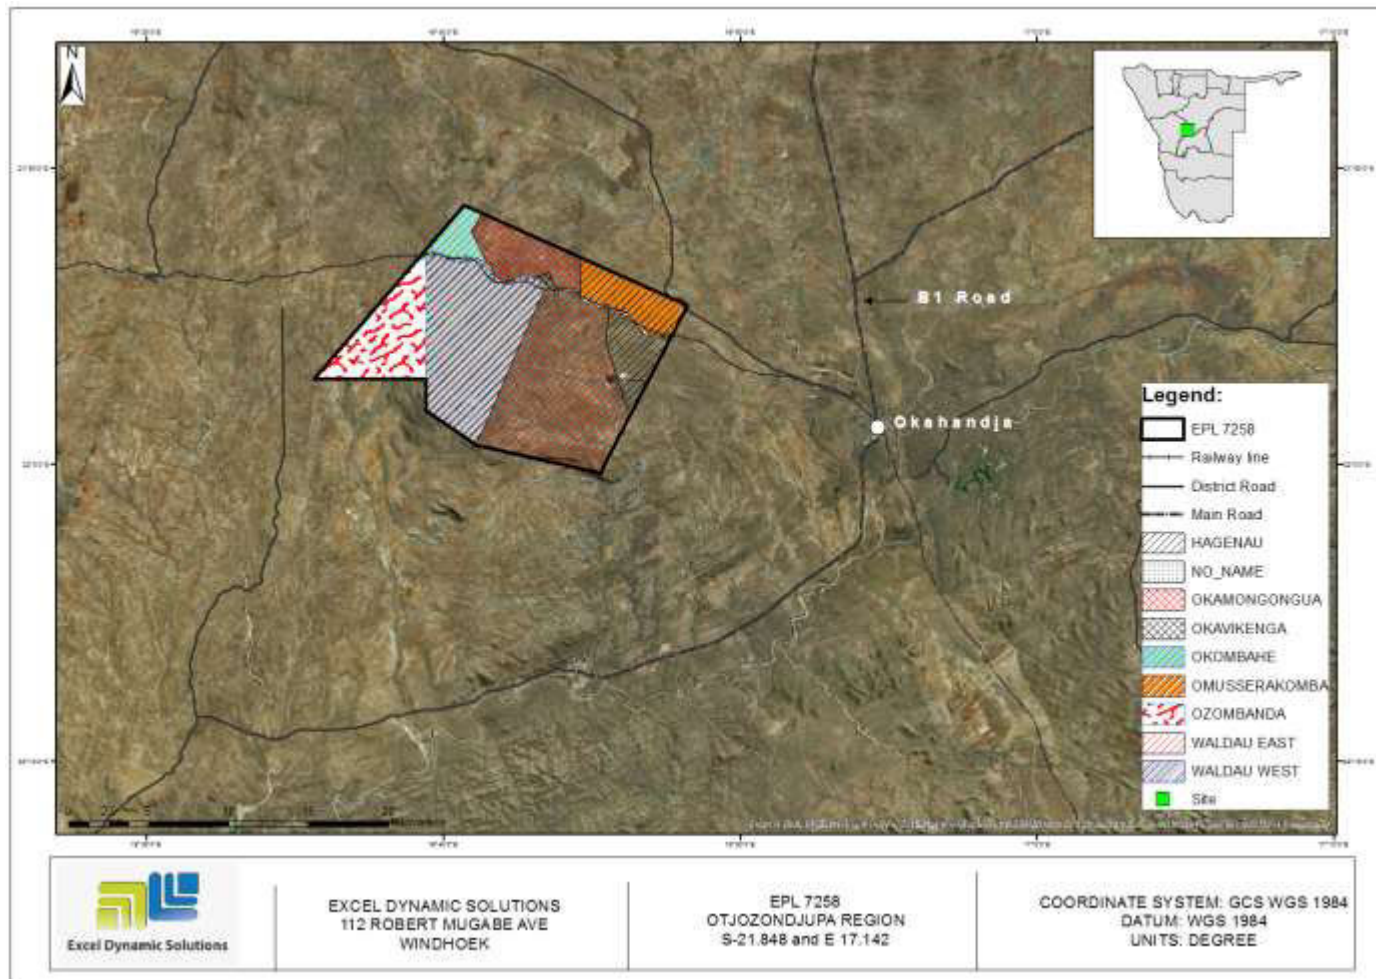 N
B1 Road
Okahandja
Legend:
EPL 7258
Railway line
District Road
Main Road
HAGENAU
NO_NAME
OKAMONGONGUA
OKAVIKENGA
OKOMBAHE
OMUSSERAKOMBA
OZOMBANDA
WALDAU EAST
WALDAU WEST
Site
Excel Dynamic Solutions
EXCEL DYNAMIC SOLUTIONS
112 ROBERT MUGABE AVE
WINDHOEK
EPL 7258
OTJOZONDJUPA REGION
S-21.848 and E 17.142
COORDINATE SYSTEM: GCS WGS 1984
DATUM: WGS 1984
UNITS: DEGREE